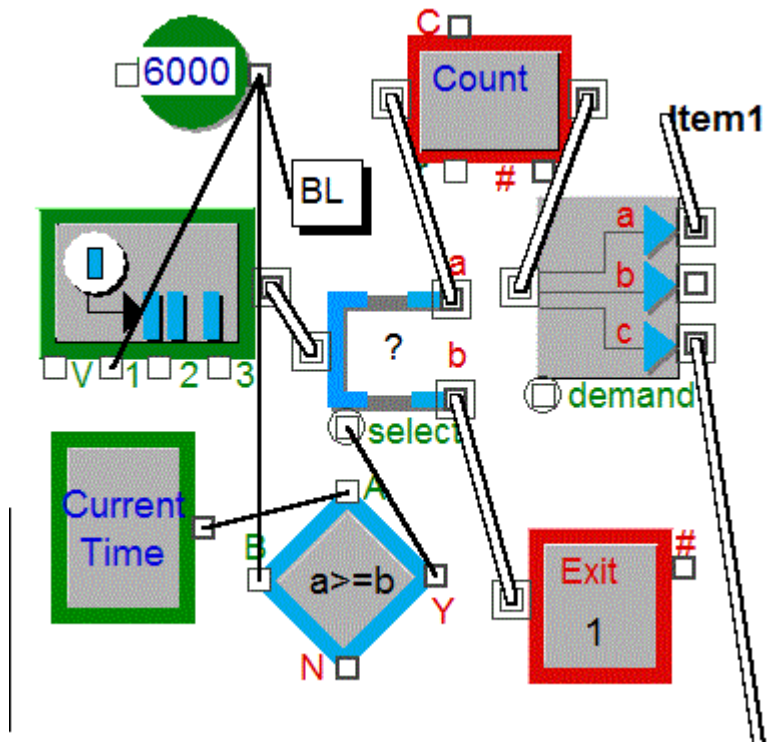 C
6000
Count
Item1
BL
#
a
b
c
a
?
b
V 1 2 3
demand
select
Current
Time
A
B
a>=b
Y
N
Exit
1
#